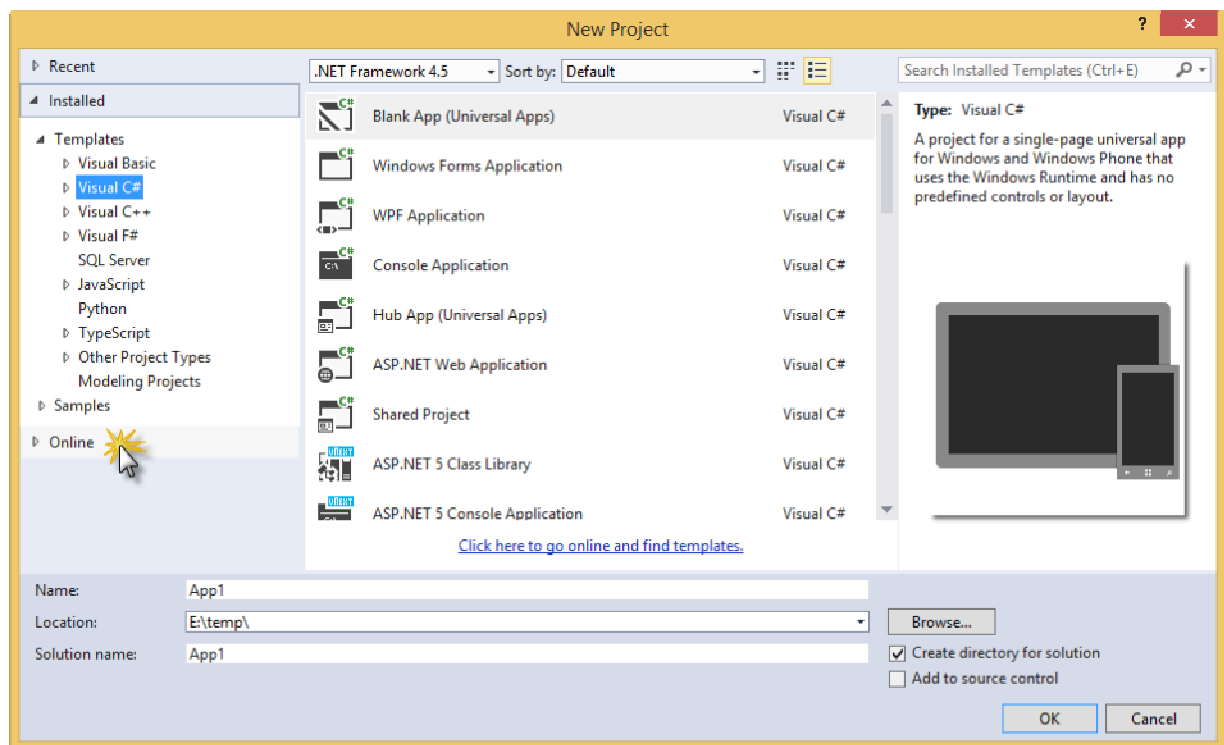 New Project
?
Recent
Installed
Templates
Visual Basic
Visual C#
Visual C++
Visual F#
SQL Server
JavaScript
Python
TypeScript
Other Project Types
Modeling Projects
Samples
Online
.NET Framework 4.5
Sort by: Default
C# Blank App (Universal Apps) Visual C#
C# Windows Forms Application Visual C#
C# WPF Application Visual C#
C# Console Application Visual C#
C# Hub App (Universal Apps) Visual C#
C# ASP.NET Web Application Visual C#
C# Shared Project Visual C#
ASP.NET 5 Class Library Visual C#
ASP.NET 5 Console Application Visual C#
Click here to go online and find templates.
Search Installed Templates (Ctrl+E)
Type: Visual C#
A project for a single-page universal app
for Windows and Windows Phone that
uses the Windows Runtime and has no
predefined controls or layout.
Name: App1
Location: E:\temp\
Browse...
Solution name: App1
Create directory for solution
Add to source control
OK Cancel